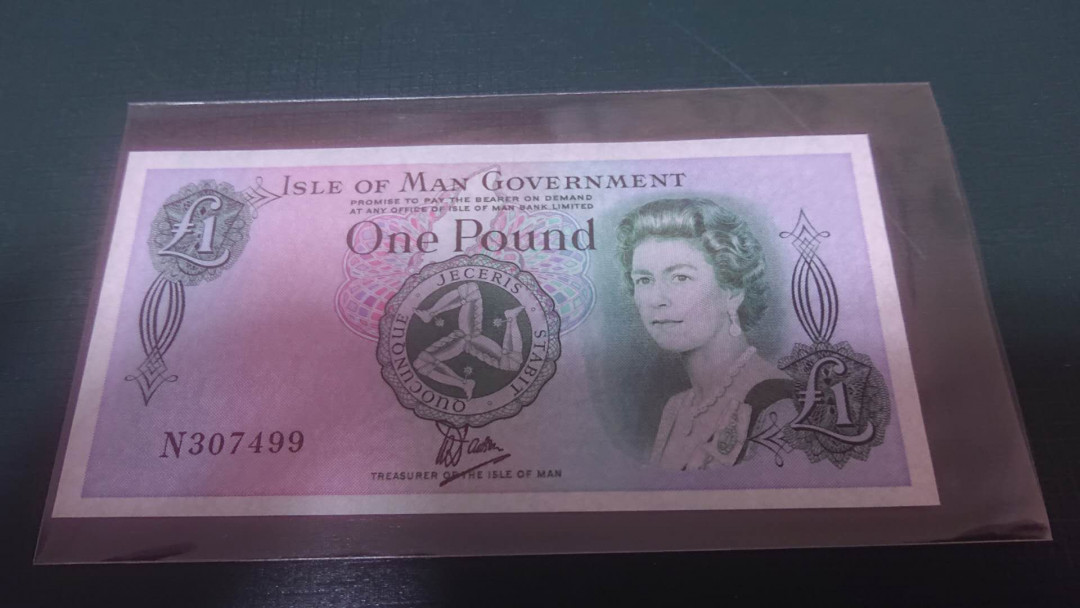 £1
ISLE OF MAN GOVERNMENT
PROMISE TO PAY THE BEARER ON DEMAND
AT ANY OFFICE OF ISLE OF MAN BANK LIMITED
One Pound
QUOCUNQUE JECERIS STABIT
£1
N307499
TREASURER OF THE ISLE OF MAN